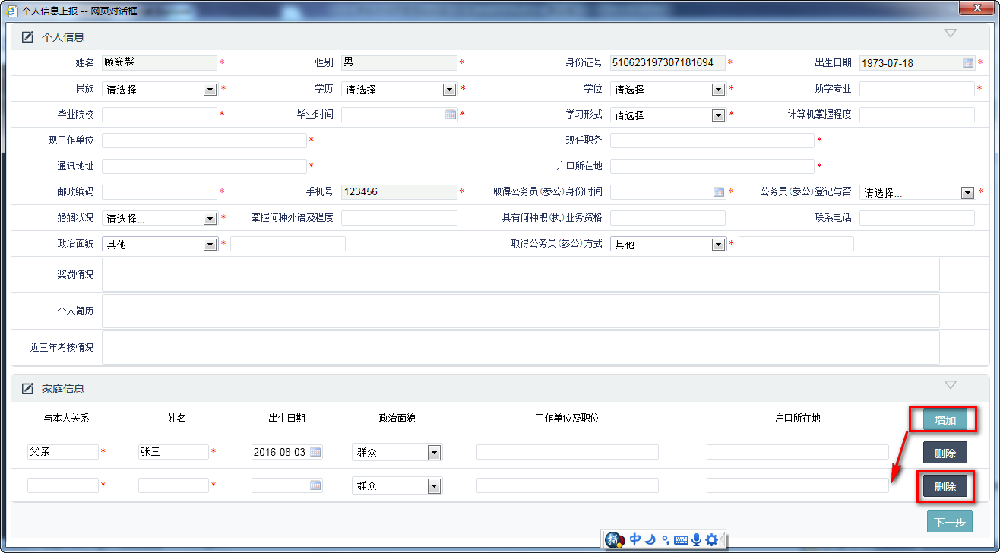 个人信息上报 -- 网页对话框
个人信息
姓名 顾箭 * 性别 男 * 身份证号 510623197307181694 * 出生日期 1973-07-18 *
民族 请选择... * 学历 请选择... * 学位 请选择... * 所学专业 *
毕业院校 * 毕业时间 * 学习形式 请选择... * 计算机掌握程度
现工作单位 * 现任职务 *
通讯地址 * 户口所在地 *
邮政编码 * 手机号 123456 * 取得公务员(参公)身份时间 * 公务员(参公)登记与否 请选择... *
婚姻状况 请选择... * 掌握何种外语及程度 具有何种职(执)业务资格 联系电话
政治面貌 其他 * 取得公务员(参公)方式 其他 *
奖罚情况
个人简历
近三年考核情况
家庭信息
与本人关系 姓名 出生日期 政治面貌 工作单位及职位 户口所在地 增加
父亲 * 张三 * 2016-08-03 群众 删除
* * 群众 删除
下一步
拼 中